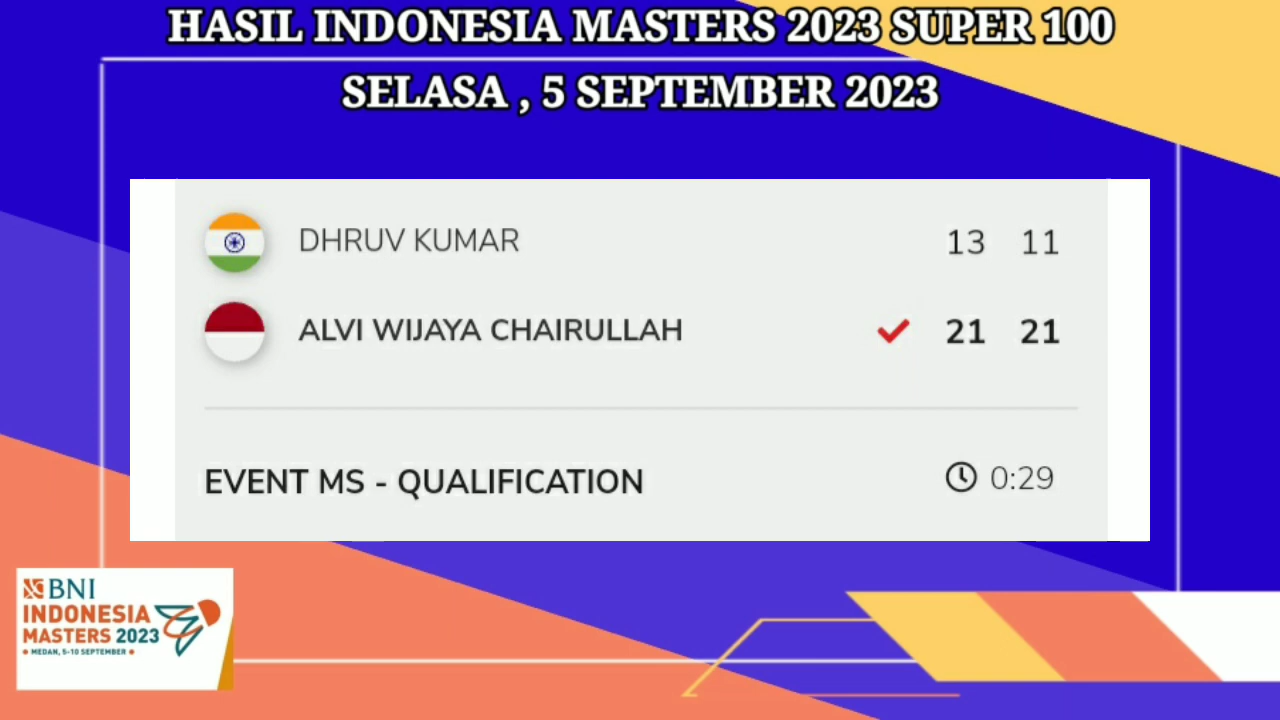 HASIL INDONESIA MASTERS 2023 SUPER 100
SELASA , 5 SEPTEMBER 2023
DHRUV KUMAR 13 11
ALVI WIJAYA CHAIRULLAH 21 21
EVENT MS - QUALIFICATION 0:29
BNI
INDONESIA
MASTERS 2023
MEDAN, 5-10 SEPTEMBER